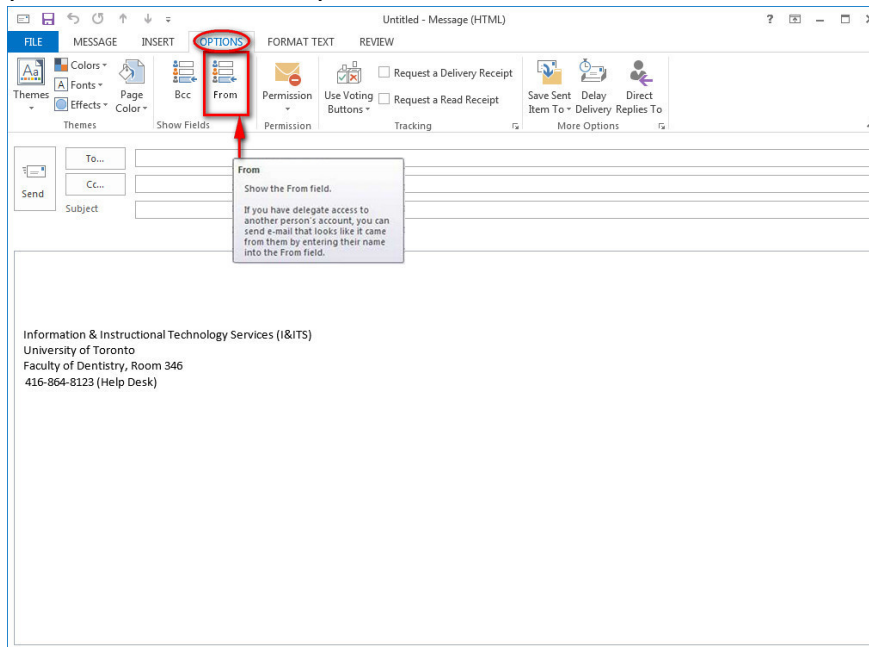 Untitled - Message (HTML)
FILE MESSAGE INSERT OPTIONS FORMAT TEXT REVIEW
Themes
Colors
Fonts
Effects
Page Color
Themes
Bcc
From
Show Fields
Permission
Permission
Use Voting Buttons
Request a Delivery Receipt
Request a Read Receipt
Tracking
Save Sent Item To
Delay Delivery
Direct Replies To
More Options
Send
To...
Cc...
Subject
From
Show the From field.
If you have delegate access to
another person's account, you can
send e-mail that looks like it came
from them by entering their name
into the From field.
Information & Instructional Technology Services (I&ITS)
University of Toronto
Faculty of Dentistry, Room 346
416-864-8123 (Help Desk)